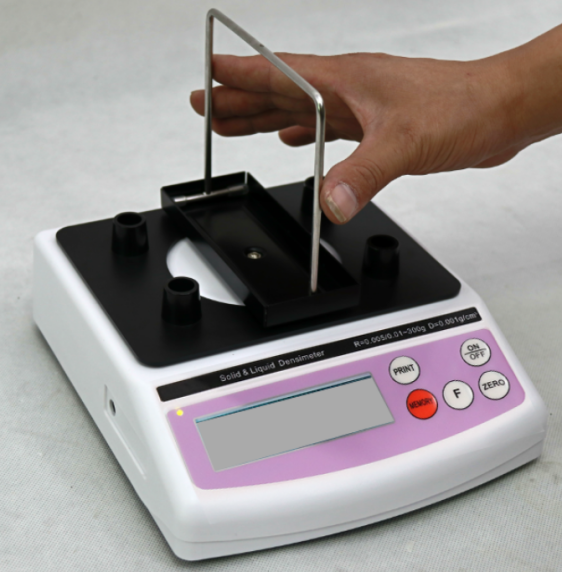 Solid & Liquid Densimeter R=0.005/0.01~300g D=0.001g/cm³
PRINT
ON
OFF
MEMORY
F
ZERO